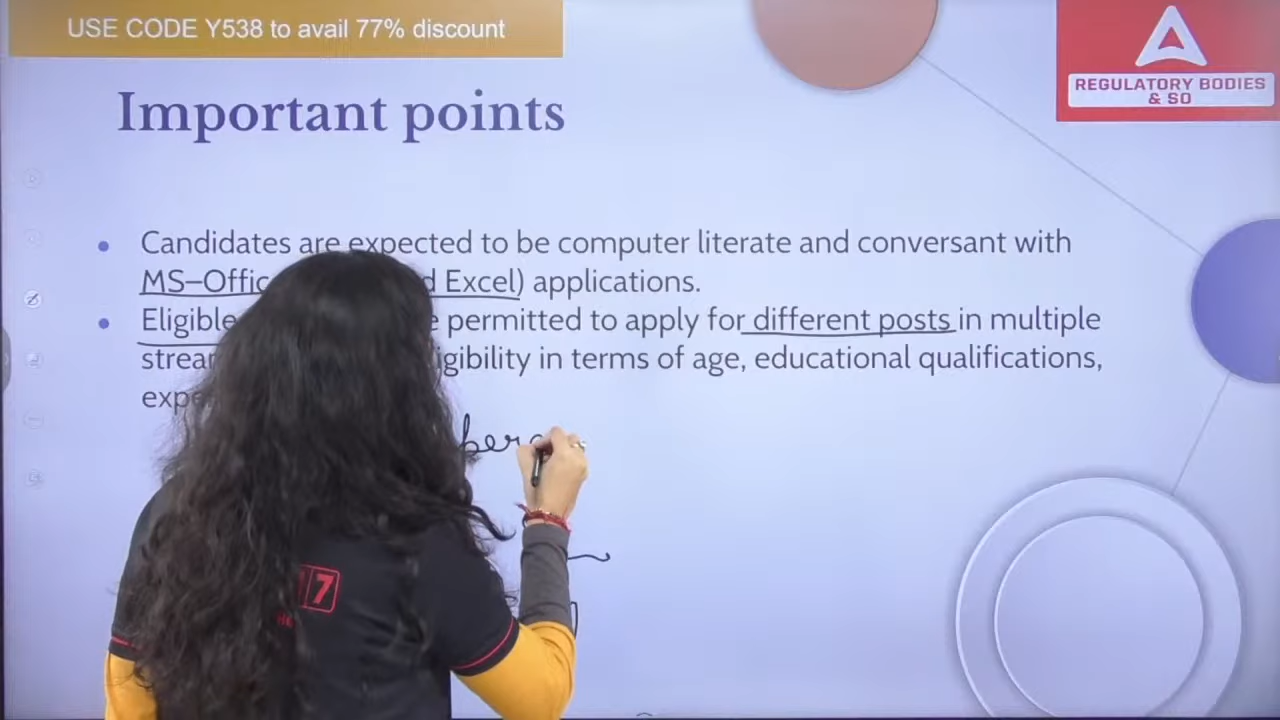 USE CODE Y538 to avail 77% discount
REGULATORY BODIES
& SO
Important points
Candidates are expected to be computer literate and conversant with
MS–Offic d Excel) applications.
Eligible permitted to apply for different posts in multiple
strea igibility in terms of age, educational qualifications,
expe
per
17